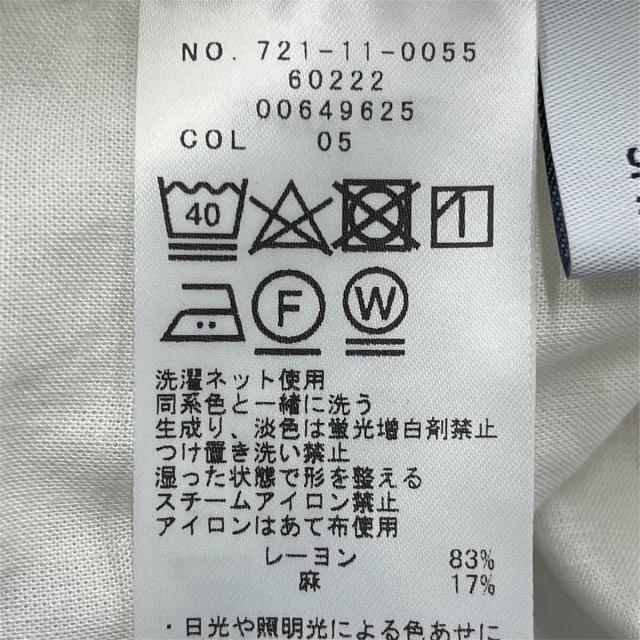 NO. 721-11-0055
60222
00649625
COL 05
40
F W
洗濯ネット使用
同系色と一緒に洗う
生成り、淡色は蛍光増白剤禁止
つけ置き洗い禁止
湿った状態で形を整える
スチームアイロン禁止
アイロンはあて布使用
レーヨン 83%
麻 17%
・日光や照明光による色あせに